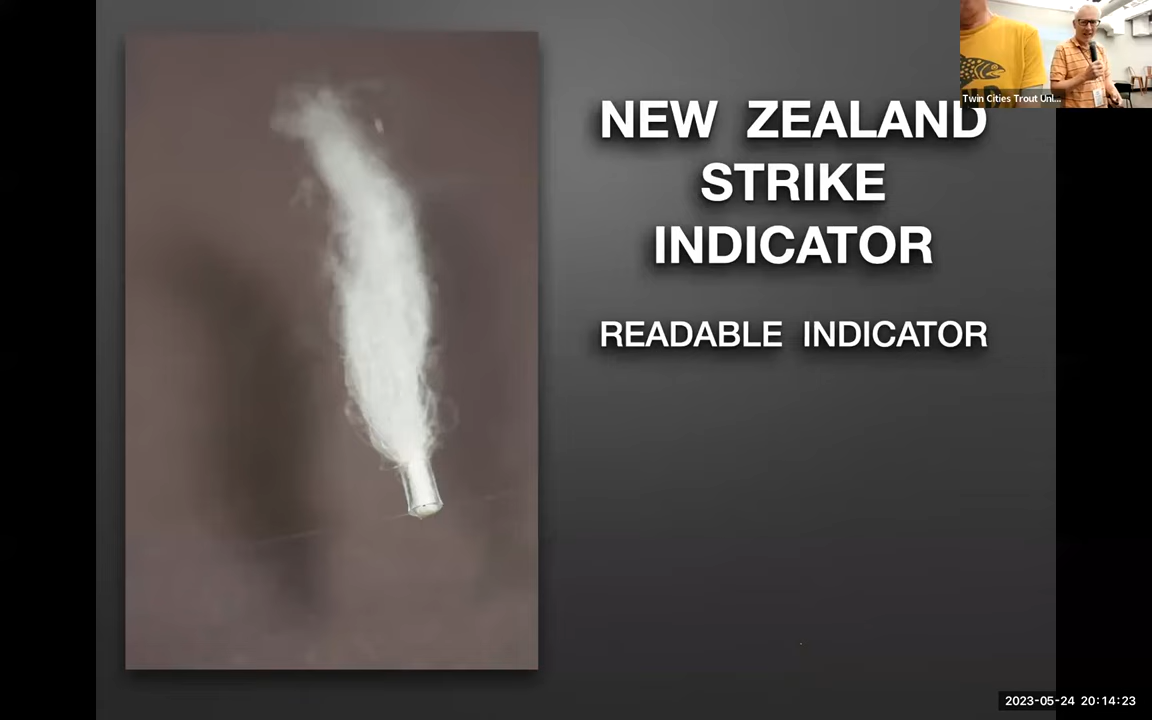 NEW ZEALAND
STRIKE
INDICATOR
READABLE INDICATOR
Twin Cities Trout Unl...
2023-05-24 20:14:23